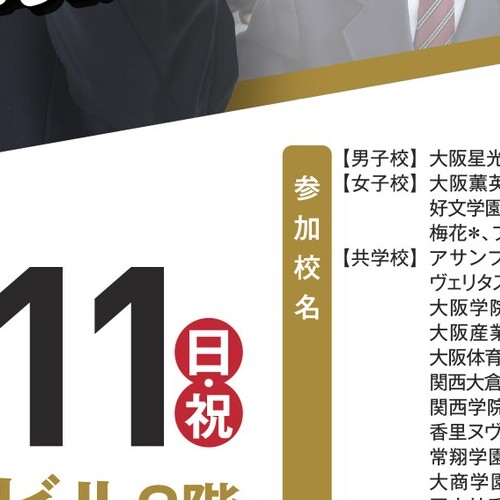 11
日・祝
参加校名
【男子校】 大阪星光
【女子校】 大阪薫英
好文学園
梅花＊、
【共学校】 アサンプ
ヴェリタス
大阪学院
大阪産業
大阪体育
関西大倉
関西学院
香里ヌヴ
常翔学園
大商学園